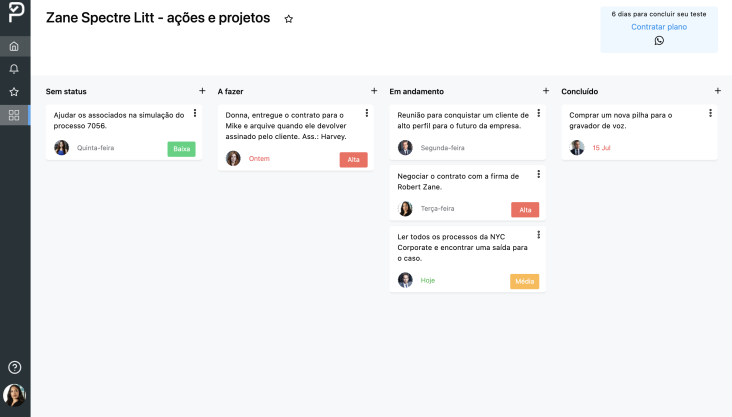 Zane Spectre Litt - ações e projetos
6 dias para concluir seu teste
Contratar plano
Sem status
Ajudar os associados na simulação do
processo 7056.
Quinta-feira
Baixa
A fazer
Donna, entregue o contrato para o
Mike e arquive quando ele devolver
assinado pelo cliente. Ass.: Harvey.
Ontem
Alta
Em andamento
Reunião para conquistar um cliente de
alto perfil para o futuro da empresa.
Segunda-feira
Negociar o contrato com a firma de
Robert Zane.
Terça-feira
Alta
Ler todos os processos da NYC
Corporate e encontrar uma saída para
o caso.
Hoje
Média
Concluído
Comprar um nova pilha para o
gravador de voz.
15 Jul